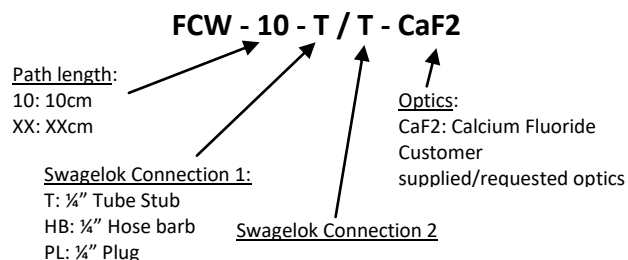 FCW - 10 - T / T - CaF2
Path length:
10: 10cm
XX: XXcm
Optics:
CaF2: Calcium Fluoride
Customer
supplied/requested optics
Swagelok Connection 1:
T: ¼” Tube Stub
HB: ¼” Hose barb
PL: ¼” Plug
Swagelok Connection 2